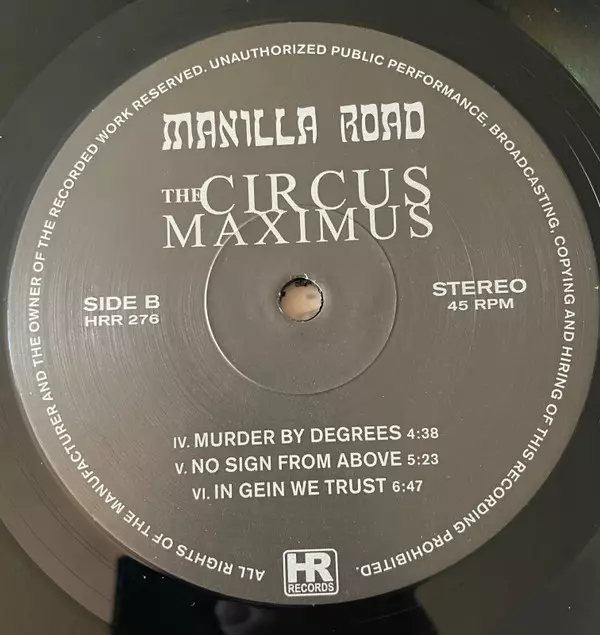 MANILLA ROAD
THE CIRCUS
MAXIMUS
SIDE B
HRR 276
STEREO
45 RPM
IV. MURDER BY DEGREES 4:38
V. NO SIGN FROM ABOVE 5:23
VI. IN GEIN WE TRUST 6:47
HR
RECORDS
ALL RIGHTS OF THE MANUFACTURER AND THE OWNER OF THE RECORDED WORK RESERVED. UNAUTHORIZED PUBLIC PERFORMANCE, BROADCASTING, COPYING AND HIRING OF THIS RECORDING PROHIBITED.